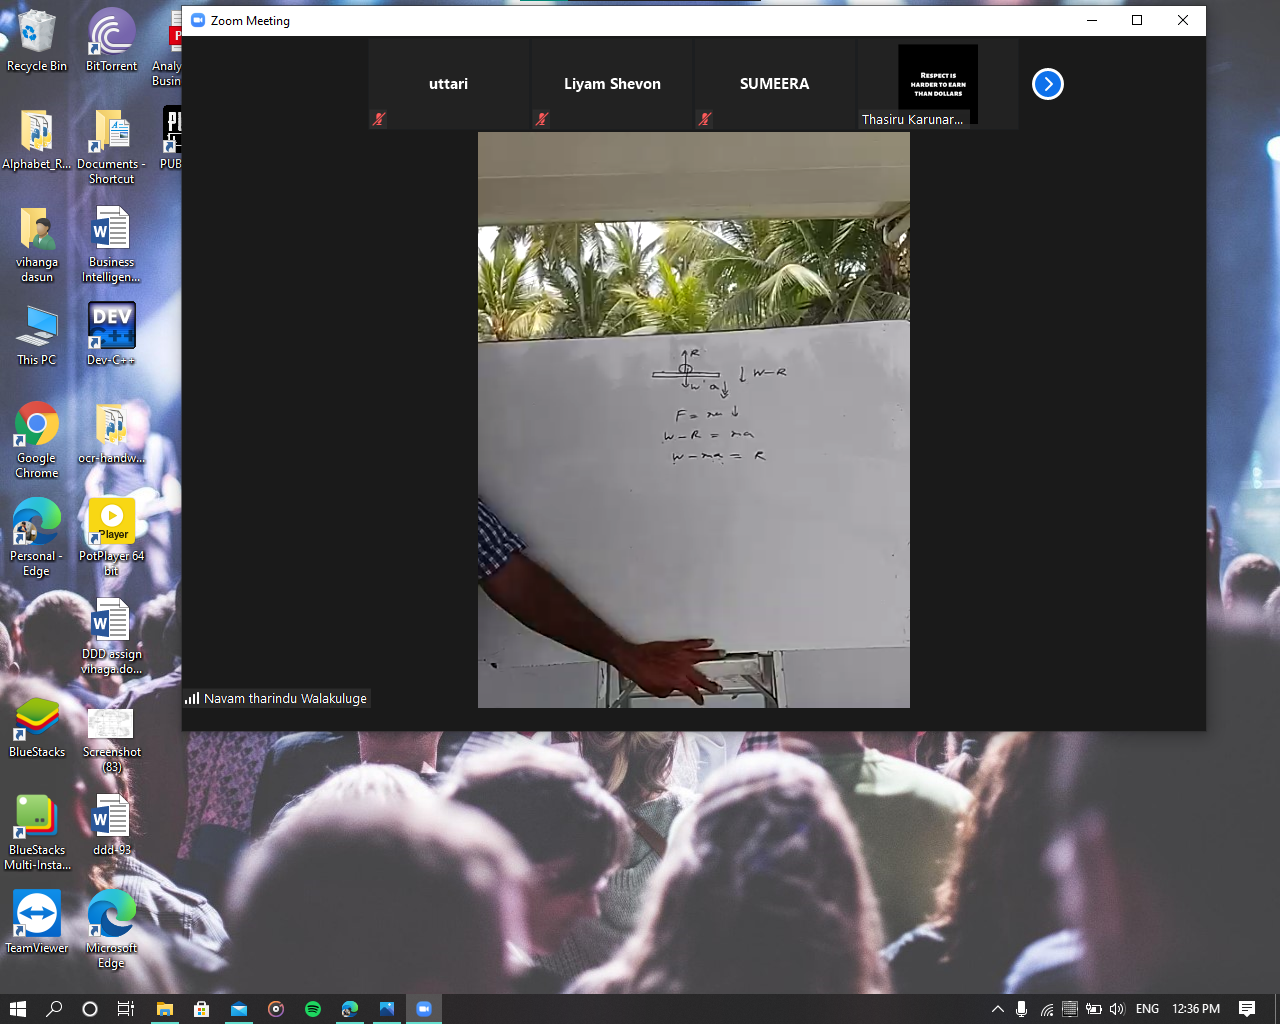 Zoom Meeting
Recycle Bin
BitTorrent
Analy...
Busin...
uttari
Liyam Shevon
SUMEERA
RESPECT IS
HARDER TO EARN
THAN DOLLARS
Thasiru Karunar...
Alphabet_R...
Documents -
Shortcut
PUB
vihanga
dasun
Business
Intelligen...
This PC
DEV
C++
Dev-C++
R
W a
↓ W-R
F = ma ↓
W - R = ma
W - ma = R
Google
Chrome
ocr-handw...
Personal -
Edge
Player
PotPlayer 64
bit
DDD assign
vihaga.do...
Navam tharindu Walakuluge
BlueStacks
Screenshot
(83)
BlueStacks
Multi-Insta...
ddd-93
TeamViewer
Microsoft
Edge
ENG
12:36 PM